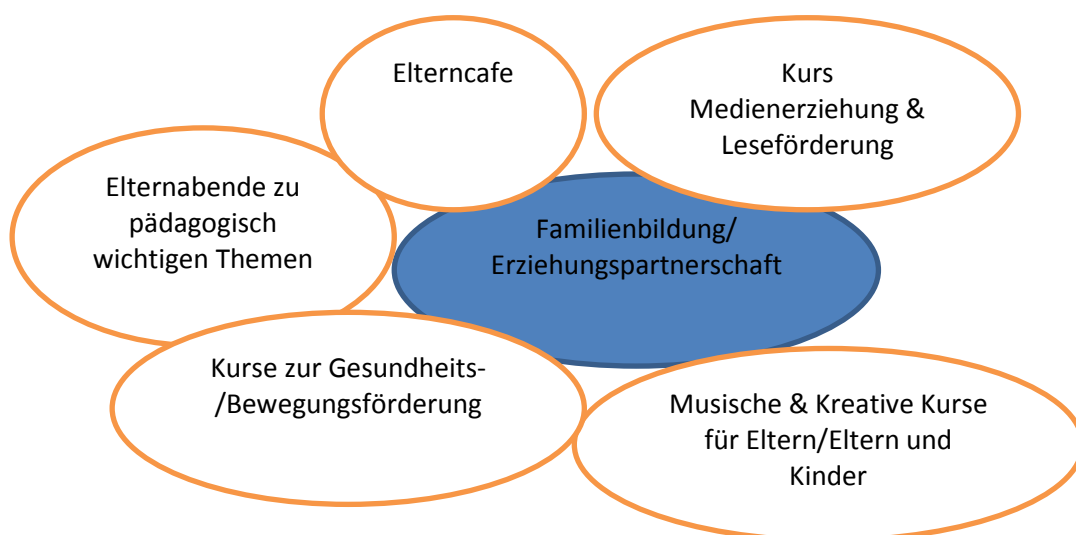 Elterncafe
Kurs
Medienerziehung &
Leseförderung
Elternabende zu
pädagogisch
wichtigen Themen
Familienbildung/
Erziehungspartnerschaft
Kurse zur Gesundheits-
/Bewegungsförderung
Musische & Kreative Kurse
für Eltern/Eltern und
Kinder